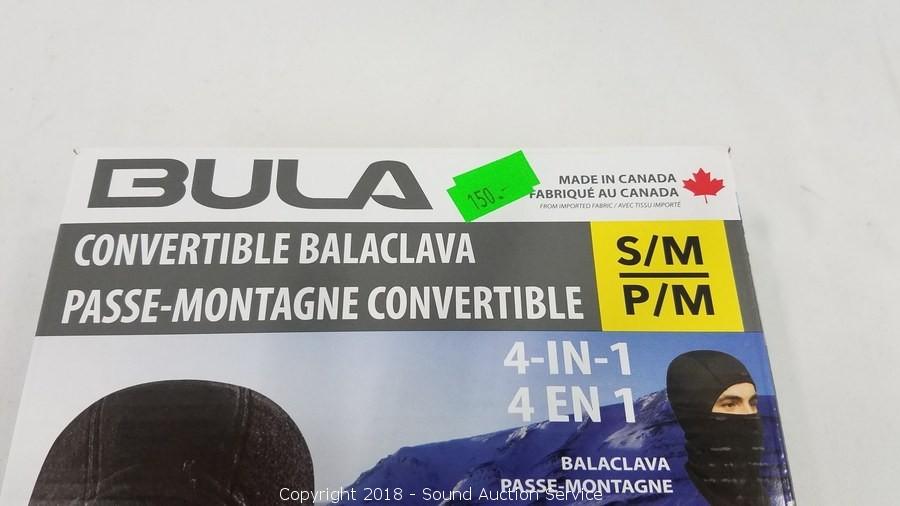 BULA
150.-
MADE IN CANADA
FABRIQUÉ AU CANADA
FROM IMPORTED FABRIC / AVEC TISSU IMPORTÉ
CONVERTIBLE BALACLAVA
PASSE-MONTAGNE CONVERTIBLE
S/M
P/M
4-IN-1
4 EN 1
BALACLAVA
PASSE-MONTAGNE
Copyright 2018 - Sound Auction Service